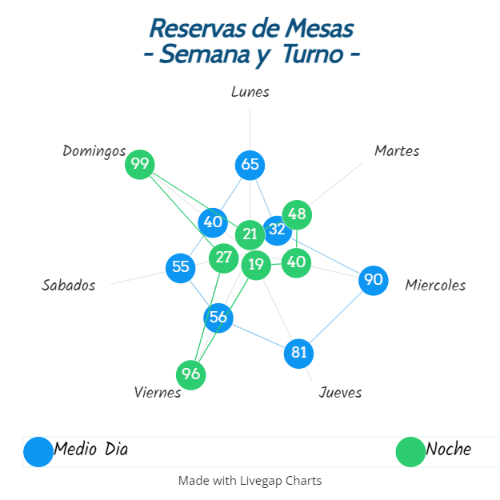 Reservas de Mesas
- Semana y Turno -
Lunes
Domingos
Martes
99
65
48
40
32
21
27
19
40
55
90
Sabados
Miercoles
56
81
96
Viernes
Jueves
Medio Dia
Noche
Made with Livegap Charts